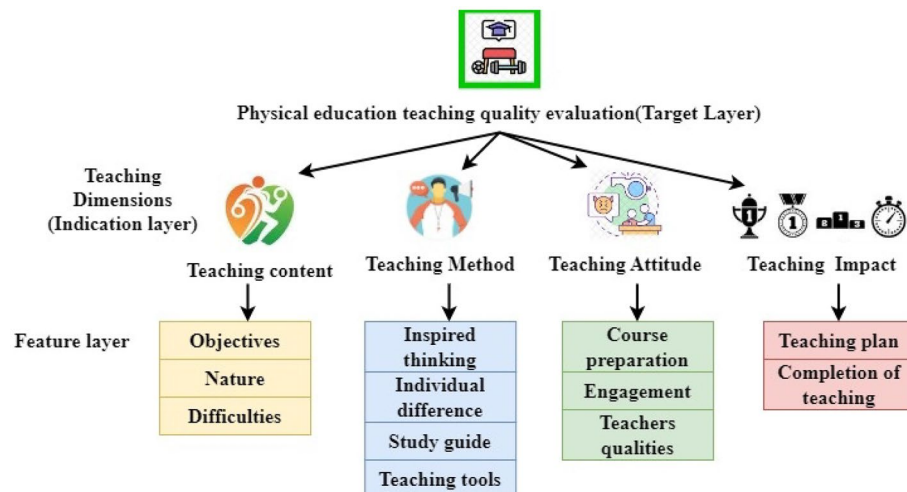 Physical education teaching quality evaluation(Target Layer)
Teaching
Dimensions
(Indication layer)
Teaching content
Teaching Method
Teaching Attitude
Teaching Impact
Feature layer
Objectives
Nature
Difficulties
Inspired
thinking
Individual
difference
Study guide
Teaching tools
Course
preparation
Engagement
Teachers
qualities
Teaching plan
Completion of
teaching